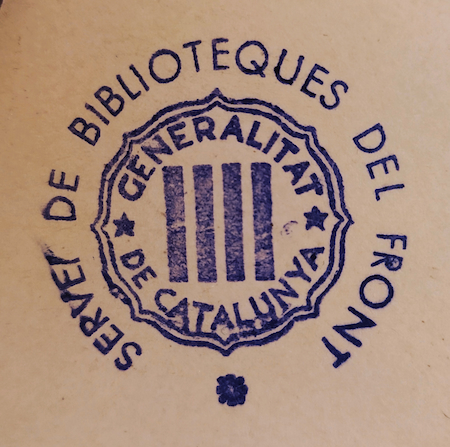 SERVEI DE BIBLIOTEQUES DEL FRONT
GENERALITAT
DE CATALUNYA